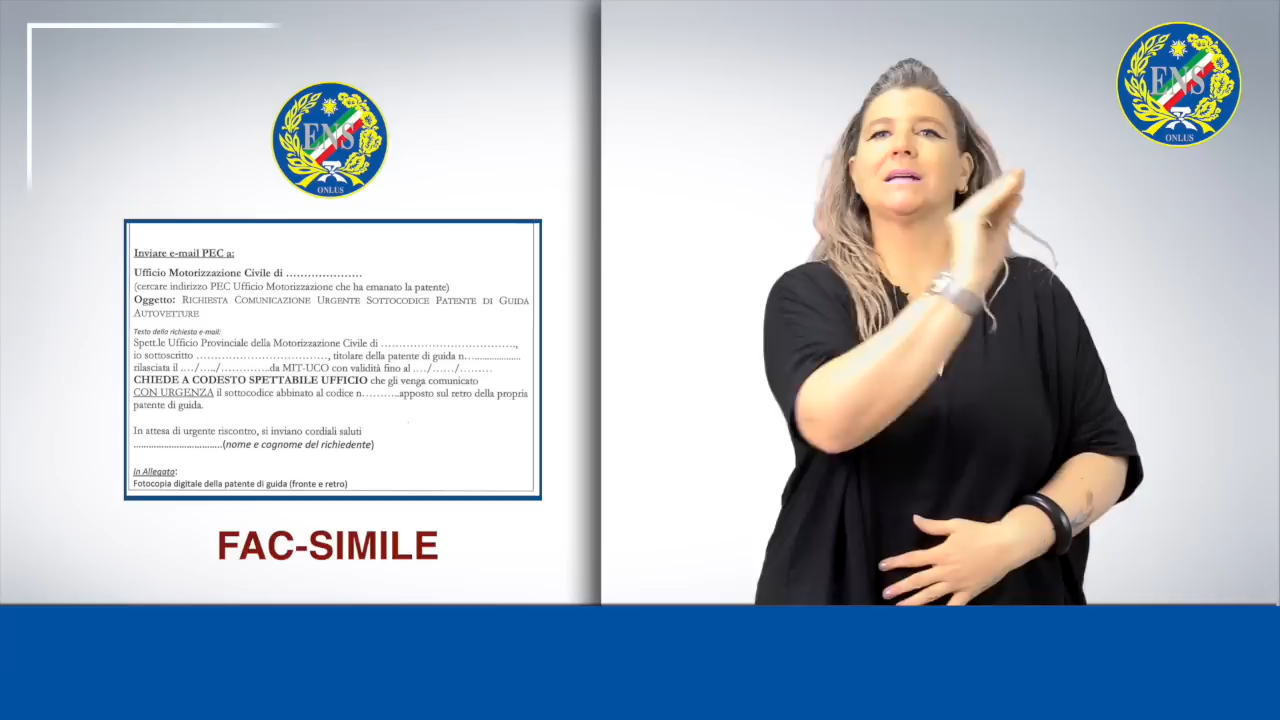 ENS
ONLUS
Inviare e-mail PEC a:
Ufficio Motorizzazione Civile di …………………
(cercare indirizzo PEC Ufficio Motorizzazione che ha emanato la patente)
Oggetto: RICHIESTA COMUNICAZIONE URGENTE SOTTOCODICE PATENTE DI GUIDA
AUTOVETTURE
Testo della richiesta e-mail:
Spett.le Ufficio Provinciale della Motorizzazione Civile di ………………………………,
io sottoscritto ………………………………, titolare della patente di guida n……………….
rilasciata il …./…../…………..da MIT-UCO con validità fino al …./……/………
CHIEDE A CODESTO SPETTABILE UFFICIO che gli venga comunicato
CON URGENZA il sottocodice abbinato al codice n………..apposto sul retro della propria
patente di guida.
In attesa di urgente riscontro, si inviano cordiali saluti
……………………………(nome e cognome del richiedente)
In Allegato:
Fotocopia digitale della patente di guida (fronte e retro)
FAC-SIMILE
ENS
ONLUS